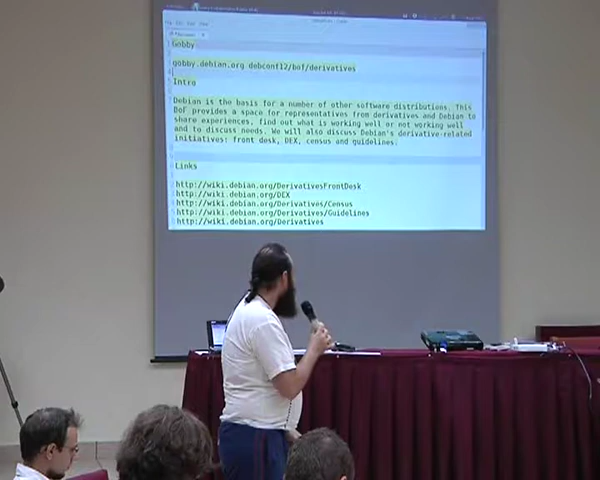 Gobby
gobby.debian.org debconf12/bof/derivatives
Intro
Debian is the basis for a number of other software distributions. This
BoF provides a space for representatives from derivatives and Debian to
share experiences, find out what is working well or not working well
and to discuss needs. We will also discuss Debian's derivative-related
initiatives: front desk, DEX, census and guidelines.
Links
http://wiki.debian.org/DerivativesFrontDesk
http://wiki.debian.org/DEX
http://wiki.debian.org/Derivatives/Census
http://wiki.debian.org/Derivatives/Guidelines
http://wiki.debian.org/Derivatives